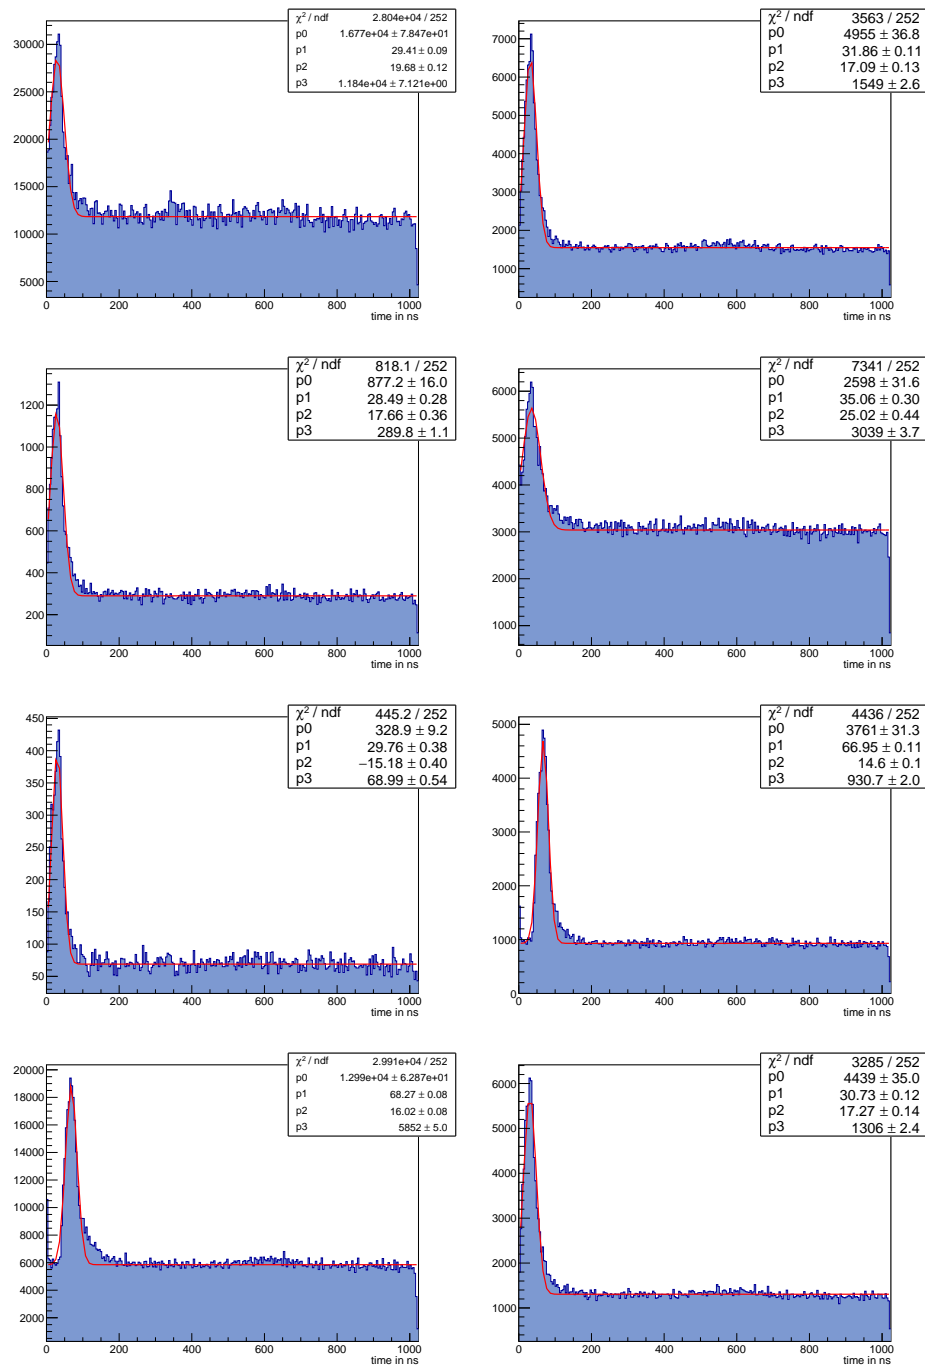 χ² / ndf 2.804e+04 / 252
p0 1.677e+04 ± 7.847e+01
p1 29.41 ± 0.09
p2 19.68 ± 0.12
p3 1.184e+04 ± 7.121e+00
30000
25000
20000
15000
10000
5000
0 200 400 600 800 1000
time in ns
χ² / ndf 3563 / 252
p0 4955 ± 36.8
p1 31.86 ± 0.11
p2 17.09 ± 0.13
p3 1549 ± 2.6
7000
6000
5000
4000
3000
2000
1000
0 200 400 600 800 1000
time in ns
χ² / ndf 818.1 / 252
p0 877.2 ± 16.0
p1 28.49 ± 0.28
p2 17.66 ± 0.36
p3 289.8 ± 1.1
1200
1000
800
600
400
200
0 200 400 600 800 1000
time in ns
χ² / ndf 7341 / 252
p0 2598 ± 31.6
p1 35.06 ± 0.30
p2 25.02 ± 0.44
p3 3039 ± 3.7
6000
5000
4000
3000
2000
1000
0 200 400 600 800 1000
time in ns
χ² / ndf 445.2 / 252
p0 328.9 ± 9.2
p1 29.76 ± 0.38
p2 −15.18 ± 0.40
p3 68.99 ± 0.54
450
400
350
300
250
200
150
100
50
0 200 400 600 800 1000
time in ns
χ² / ndf 4436 / 252
p0 3761 ± 31.3
p1 66.95 ± 0.11
p2 14.6 ± 0.1
p3 930.7 ± 2.0
5000
4000
3000
2000
1000
0
0 200 400 600 800 1000
time in ns
χ² / ndf 2.991e+04 / 252
p0 1.299e+04 ± 6.287e+01
p1 68.27 ± 0.08
p2 16.02 ± 0.08
p3 5852 ± 5.0
20000
18000
16000
14000
12000
10000
8000
6000
4000
2000
0 200 400 600 800 1000
time in ns
χ² / ndf 3285 / 252
p0 4439 ± 35.0
p1 30.73 ± 0.12
p2 17.27 ± 0.14
p3 1306 ± 2.4
6000
5000
4000
3000
2000
1000
0 200 400 600 800 1000
time in ns